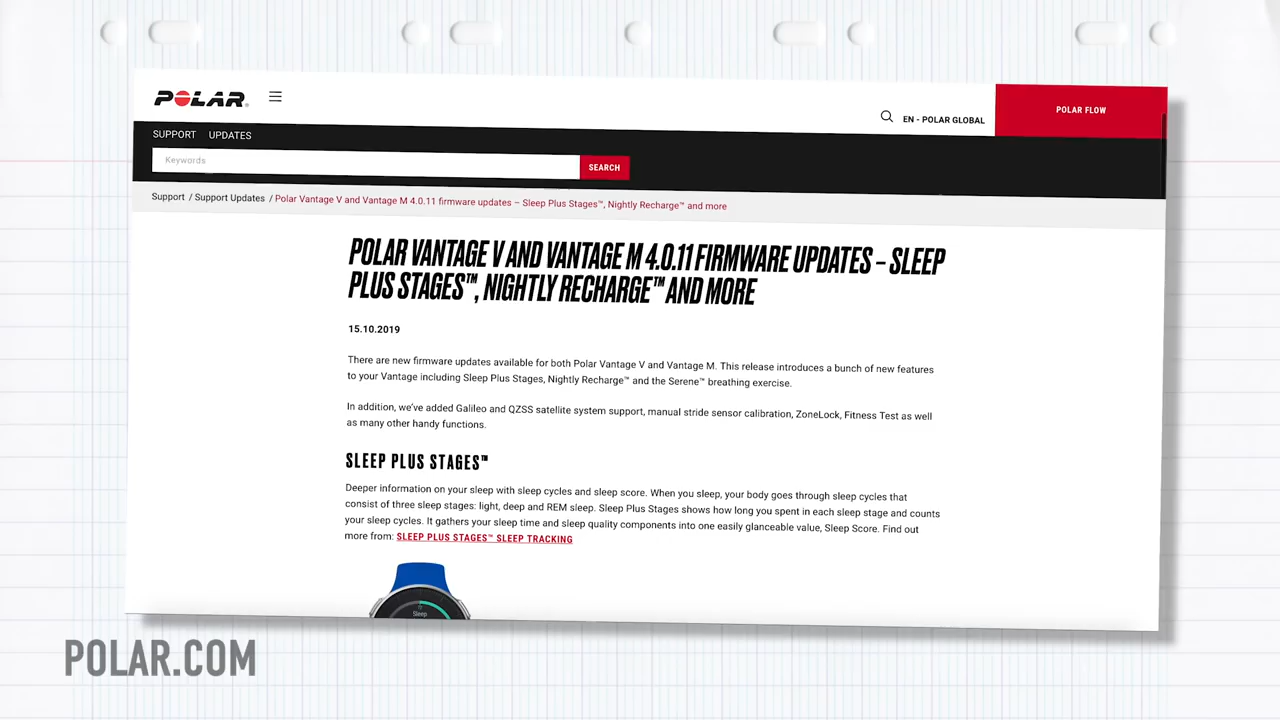 POLAR
EN - POLAR GLOBAL
POLAR FLOW
SUPPORT UPDATES
Keywords
SEARCH
Support / Support Updates / Polar Vantage V and Vantage M 4.0.11 firmware updates – Sleep Plus Stages™, Nightly Recharge™ and more
POLAR VANTAGE V AND VANTAGE M 4.0.11 FIRMWARE UPDATES – SLEEP
PLUS STAGES™, NIGHTLY RECHARGE™ AND MORE
15.10.2019
There are new firmware updates available for both Polar Vantage V and Vantage M. This release introduces a bunch of new features
to your Vantage including Sleep Plus Stages, Nightly Recharge™ and the Serene™ breathing exercise.
In addition, we've added Galileo and QZSS satellite system support, manual stride sensor calibration, ZoneLock, Fitness Test as well
as many other handy functions.
SLEEP PLUS STAGES™
Deeper information on your sleep with sleep cycles and sleep score. When you sleep, your body goes through sleep cycles that
consist of three sleep stages: light, deep and REM sleep. Sleep Plus Stages shows how long you spent in each sleep stage and counts
your sleep cycles. It gathers your sleep time and sleep quality components into one easily glanceable value, Sleep Score. Find out
more from: SLEEP PLUS STAGES™ SLEEP TRACKING
Sleep
POLAR.COM